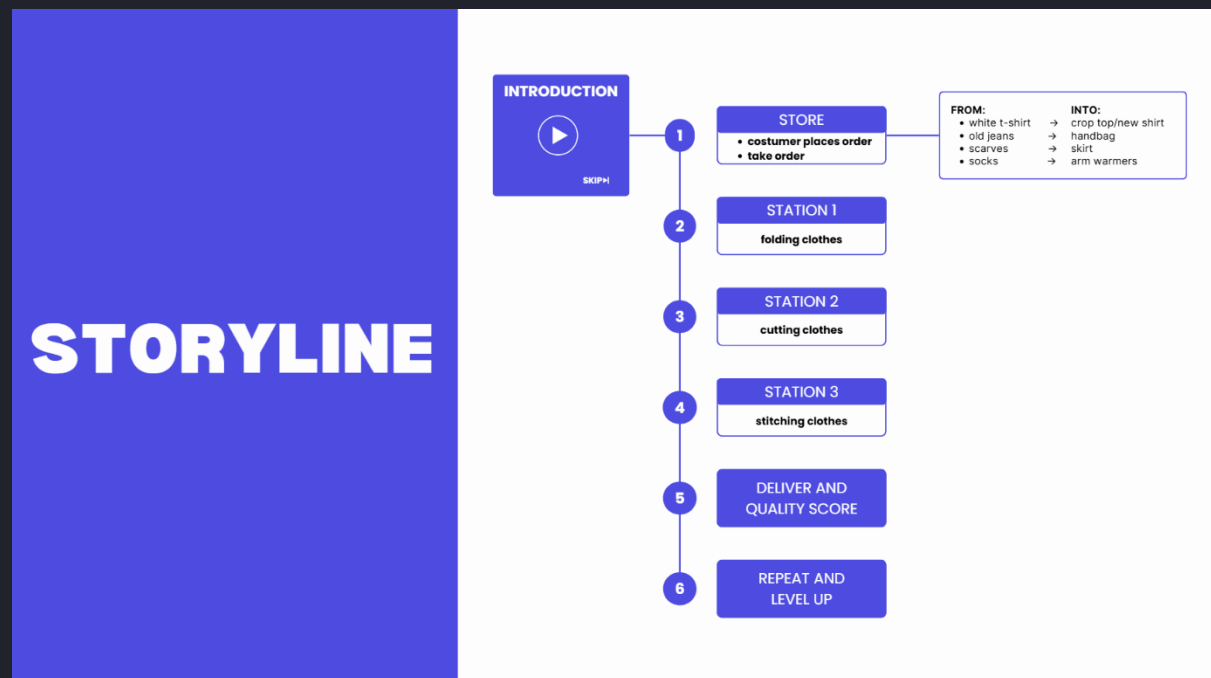 STORYLINE
INTRODUCTION
SKIP
1
STORE
• costumer places order
• take order
FROM: INTO:
• white t-shirt → crop top/new shirt
• old jeans → handbag
• scarves → skirt
• socks → arm warmers
2
STATION 1
folding clothes
3
STATION 2
cutting clothes
4
STATION 3
stitching clothes
5
DELIVER AND
QUALITY SCORE
6
REPEAT AND
LEVEL UP